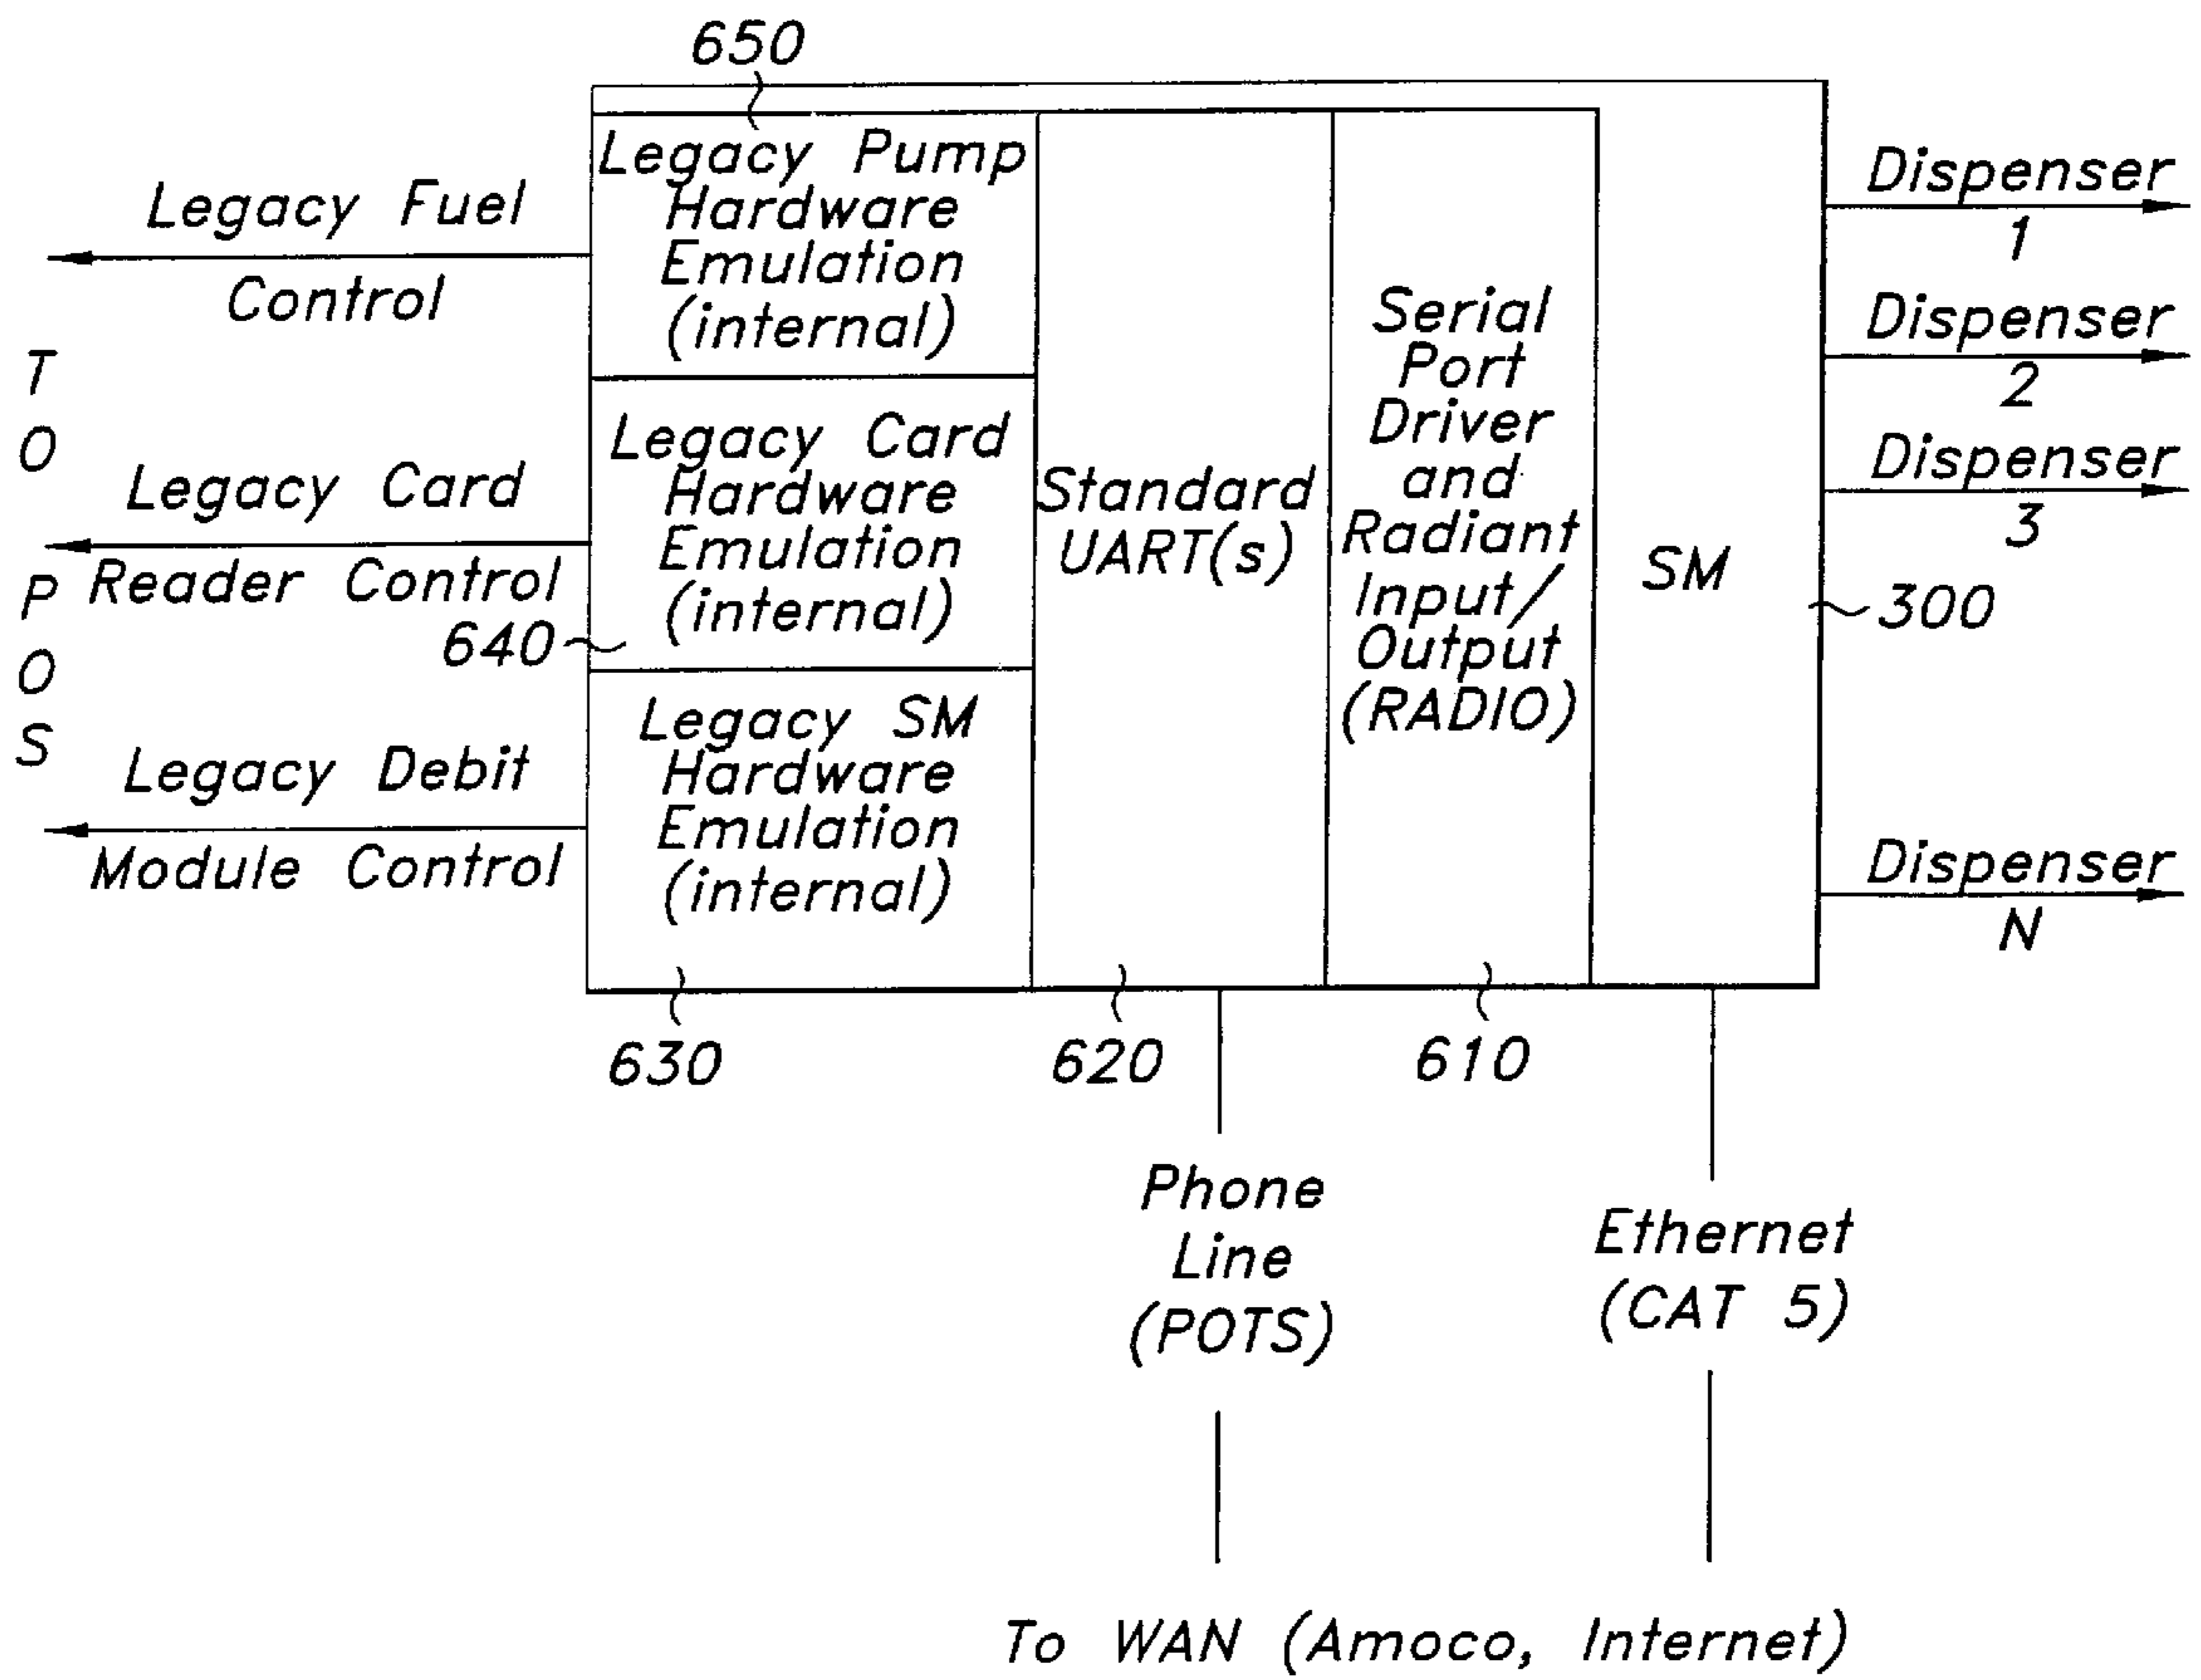 650
Legacy Fuel
Control
TO POS
Legacy Card
Reader Control
640
Legacy Debit
Module Control
Legacy Pump
Hardware
Emulation
(internal)
Legacy Card
Hardware
Emulation
(internal)
Legacy SM
Hardware
Emulation
(internal)
Standard
UART(s)
Serial
Port
Driver
and
Radiant
Input/
Output
(RADIO)
SM
Dispenser
1
Dispenser
2
Dispenser
3
300
Dispenser
N
630
620
610
Phone
Line
(POTS)
Ethernet
(CAT 5)
To WAN (Amoco, Internet)